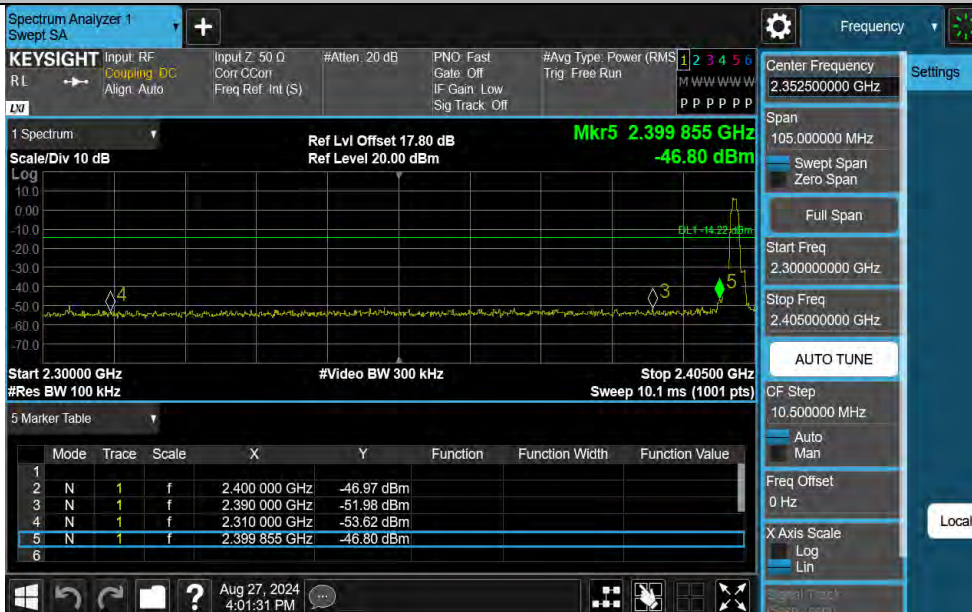 Spectrum Analyzer 1
Swept SA
Frequency
KEYSIGHT
RL
LXI
Input: RF
Coupling: DC
Align: Auto
Input Z: 50 Ω
Corr CCorr
Freq Ref: Int (S)
#Atten: 20 dB
PNO: Fast
Gate: Off
IF Gain: Low
Sig Track: Off
#Avg Type: Power (RMS
Trig: Free Run
1 2 3 4 5 6
M W W W W W
P P P P P P
1 Spectrum
Scale/Div 10 dB
Ref Lvl Offset 17.80 dB
Ref Level 20.00 dBm
Mkr5 2.399 855 GHz
-46.80 dBm
Log
10.0
0.00
-10.0
-20.0
-30.0
-40.0
-50.0
-60.0
-70.0
DL1 -14.22 dBm
4
3
5
Start 2.30000 GHz
#Res BW 100 kHz
#Video BW 300 kHz
Stop 2.40500 GHz
Sweep 10.1 ms (1001 pts)
5 Marker Table
Mode Trace Scale X Y Function Function Width Function Value
1
2 N 1 f 2.400 000 GHz -46.97 dBm
3 N 1 f 2.390 000 GHz -51.98 dBm
4 N 1 f 2.310 000 GHz -53.62 dBm
5 N 1 f 2.399 855 GHz -46.80 dBm
6
Aug 27, 2024
4:01:31 PM
?
Center Frequency
2.352500000 GHz
Span
105.000000 MHz
Swept Span
Zero Span
Full Span
Start Freq
2.300000000 GHz
Stop Freq
2.405000000 GHz
AUTO TUNE
CF Step
10.500000 MHz
Auto
Man
Freq Offset
0 Hz
X Axis Scale
Log
Lin
Signal Track
Settings
Local